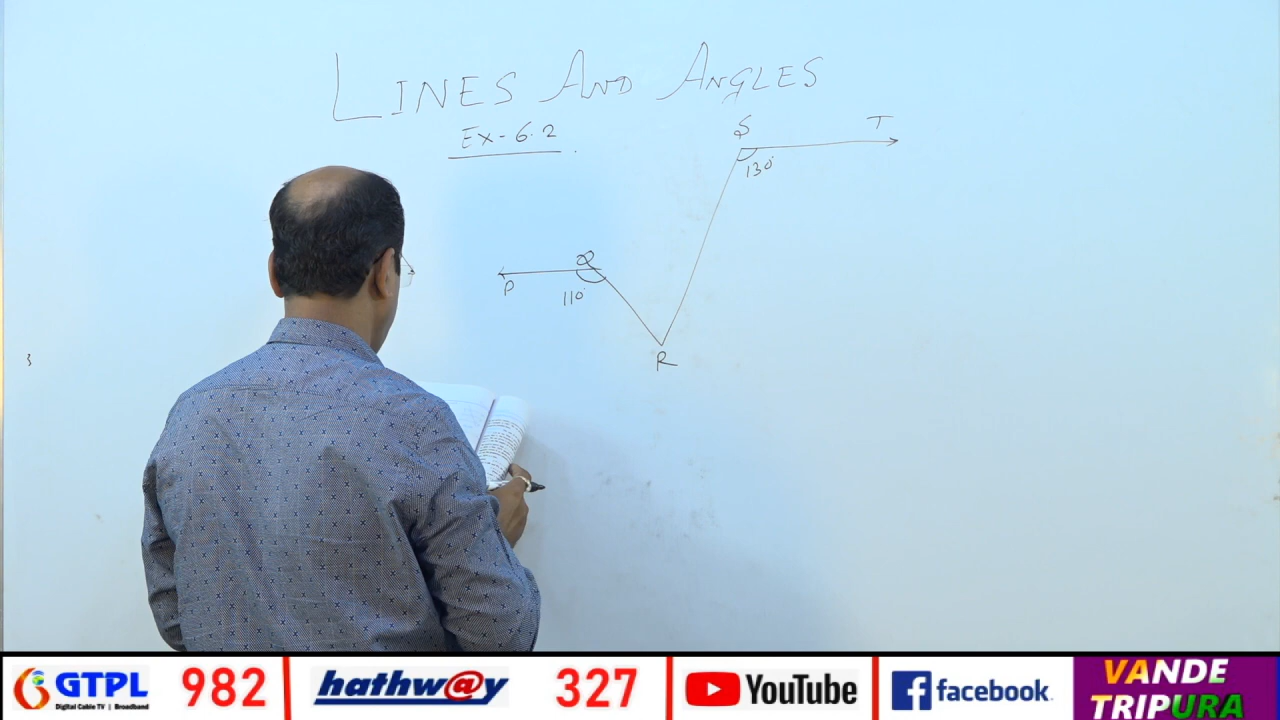 LINES AND ANGLES
EX-6.2
S
T
130°
Q
P
110°
R
GTPL
Digital Cable TV | Broadband
982
hathw@y
327
YouTube
facebook
VANDE
TRIPURA